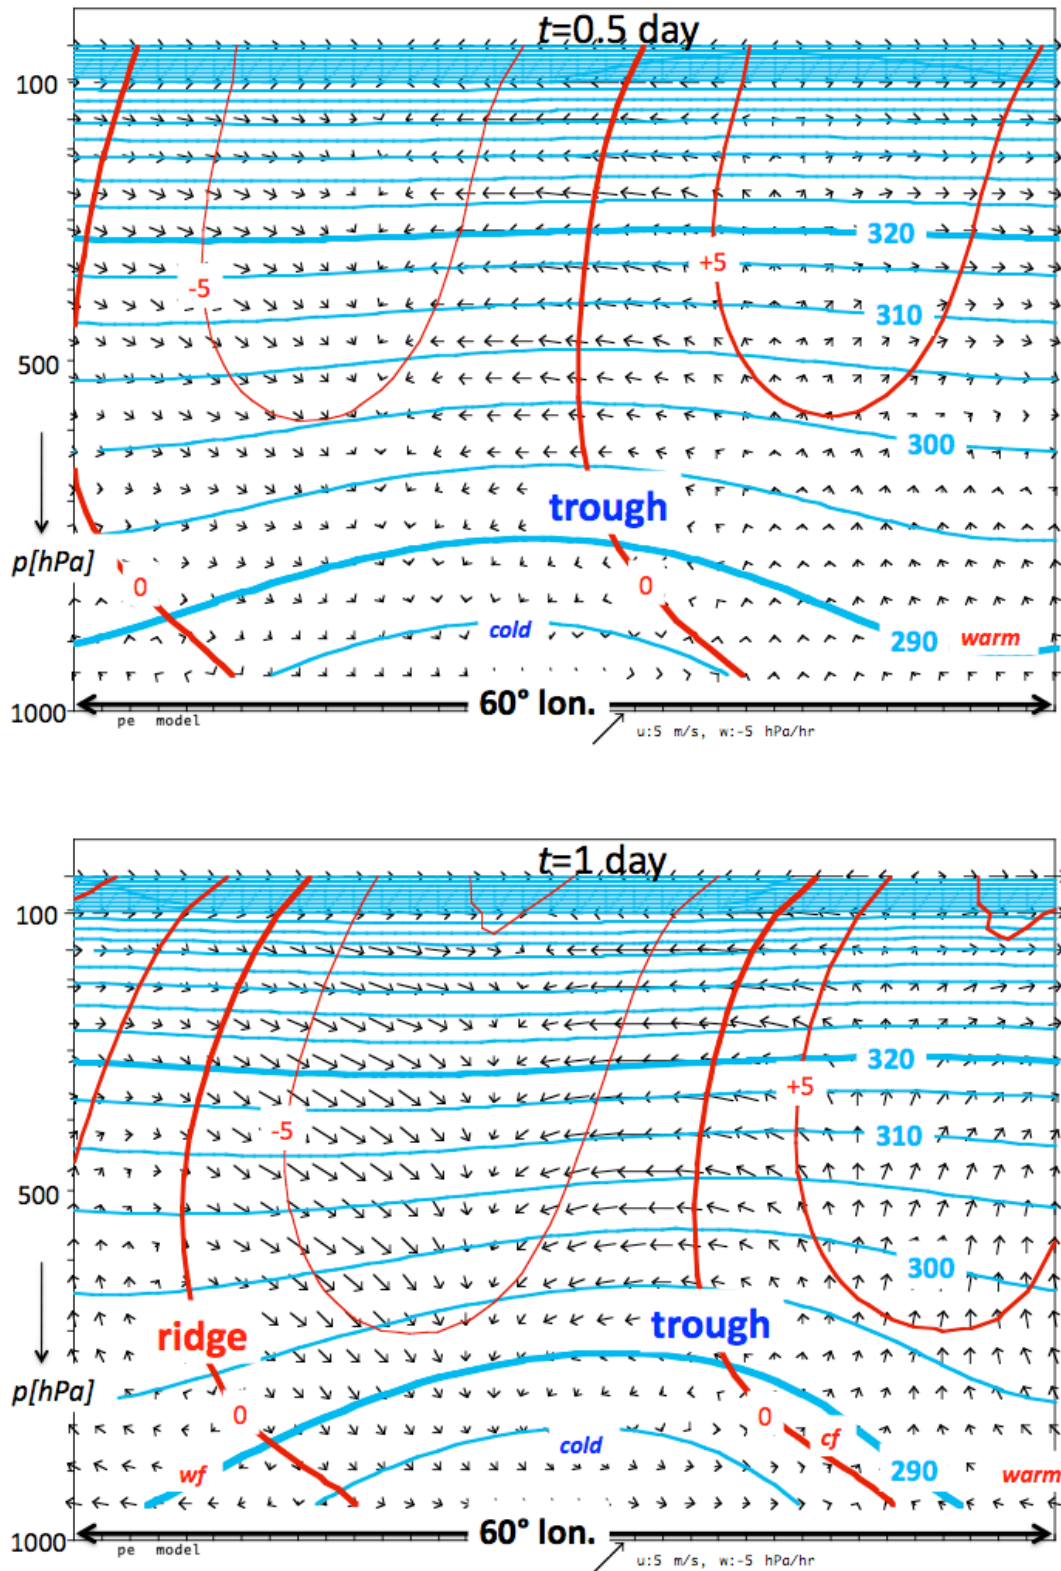 t=0.5 day
100
320
-5
+5
310
500
300
trough
p[hPa]
0
0
cold
290
warm
1000
60° lon.
pe model
u:5 m/s, w:-5 hPa/hr
t=1 day
100
320
+5
-5
310
500
300
trough
ridge
p[hPa]
0
0
cf
cold
wf
290
warm
1000
60° lon.
pe model
u:5 m/s, w:-5 hPa/hr